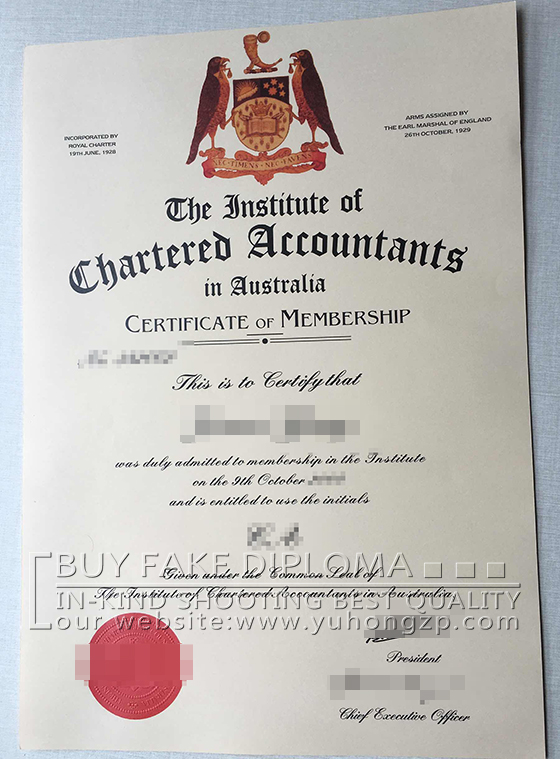 INCORPORATED BY
ROYAL CHARTER
19TH JUNE, 1928
ARMS ASSIGNED BY
THE EARL MARSHAL OF ENGLAND
26TH OCTOBER, 1929
NEC TIMENS NEC FAVENS
The Institute of
Chartered Accountants
in Australia
CERTIFICATE OF MEMBERSHIP
This is to Certify that
was duly admitted to membership in the Institute
on the 9th October
and is entitled to use the initials
BUY FAKE DIPLOMA
Given under the Common Seal of
The Institute of Chartered Accountants in Australia,
IN-KIND SHOOTING BEST QUALITY
our website:www.yuhongzp.com
President
Chief Executive Officer